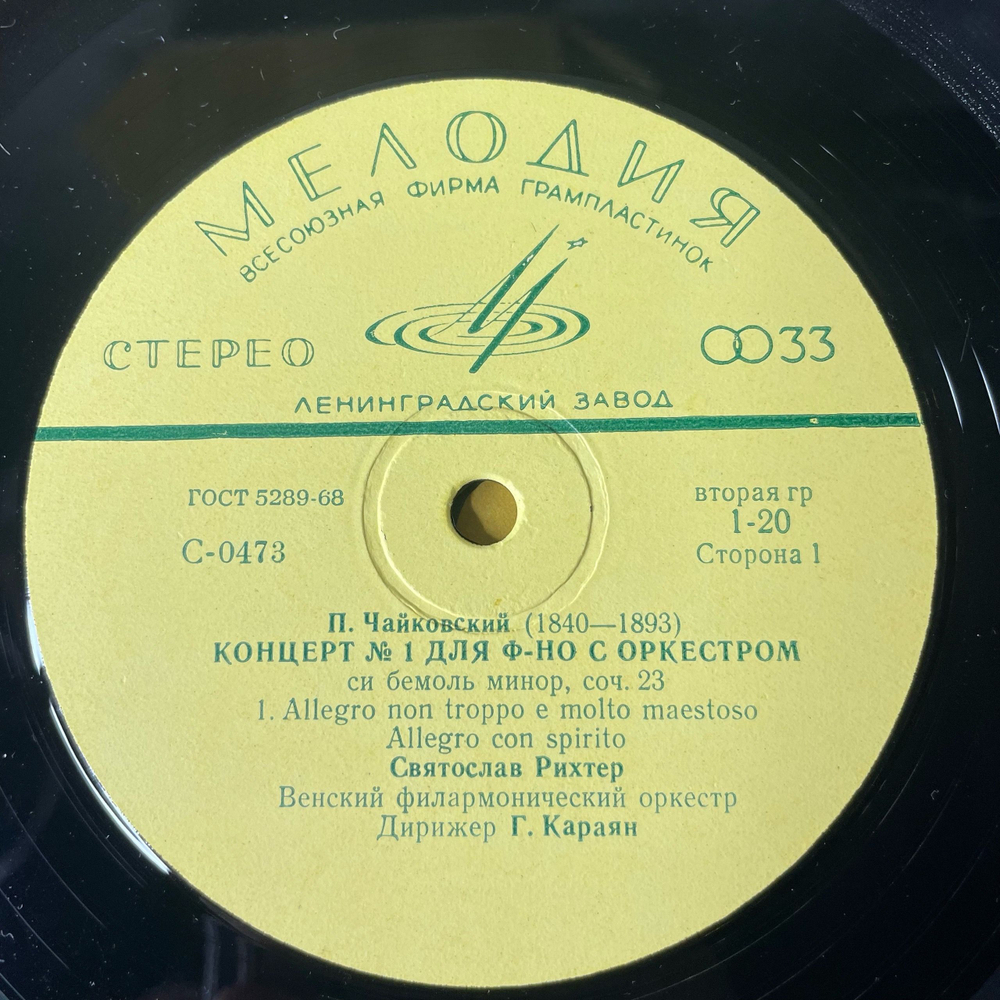 МЕЛОДИЯ
ВСЕСОЮЗНАЯ ФИРМА ГРАМПЛАСТИНОК
СТЕРЕО
33
ЛЕНИНГРАДСКИЙ ЗАВОД
ГОСТ 5289-68
С-0473
вторая гр
1-20
Сторона 1
П. Чайковский (1840—1893)
КОНЦЕРТ № 1 ДЛЯ Ф-НО С ОРКЕСТРОМ
си бемоль минор, соч. 23
1. Allegro non troppo e molto maestoso
Allegro con spirito
Святослав Рихтер
Венский филармонический оркестр
Дирижер Г. Караян